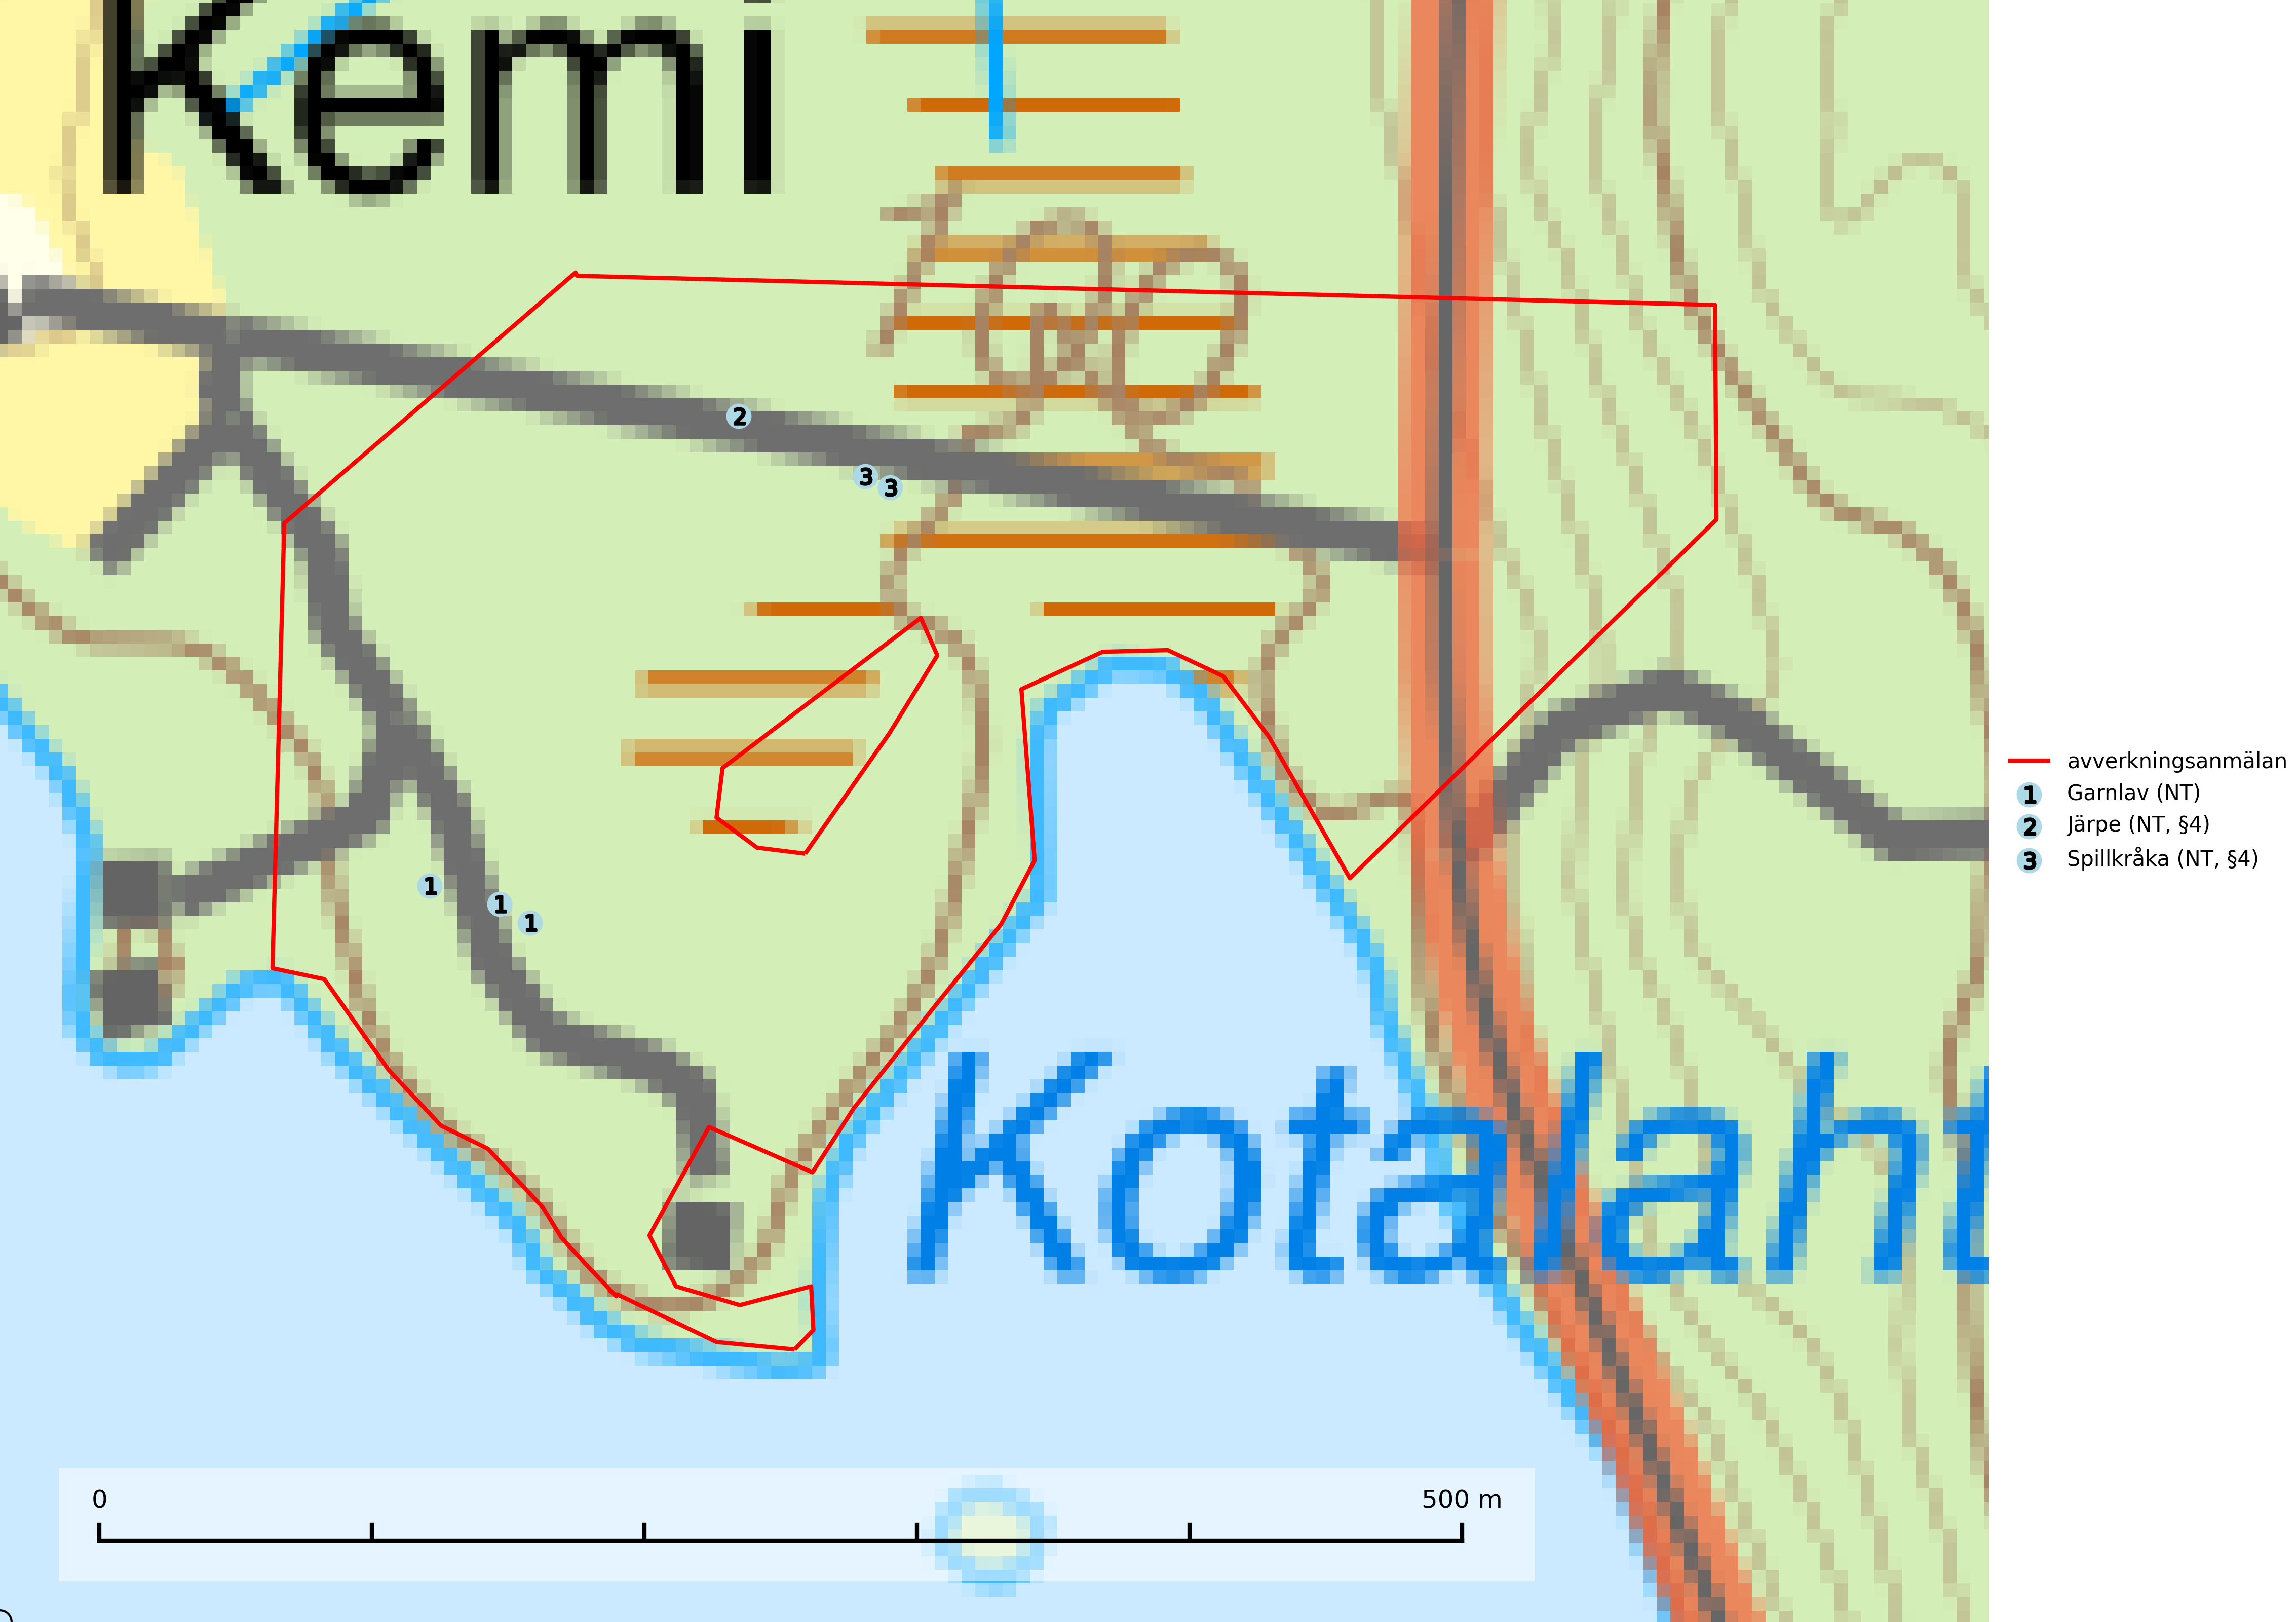 Kemi
100
2
3
3
1
1
1
Kotalaht
0
500 m
avverkningsanmälan
1 Garnlav (NT)
2 Järpe (NT, §4)
3 Spillkråka (NT, §4)